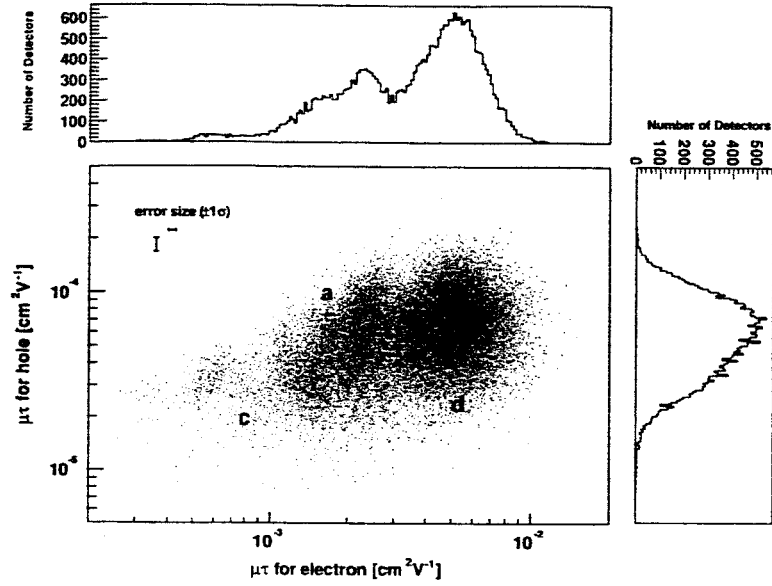 Number of Detectors
600
500
400
300
200
100
0
Number of Detectors
0
100
200
300
400
500
error size (±1σ)
μτ for hole [cm²V⁻¹]
10⁻⁴
10⁻⁵
a
c
d
10⁻³
10⁻²
μτ for electron [cm²V⁻¹]